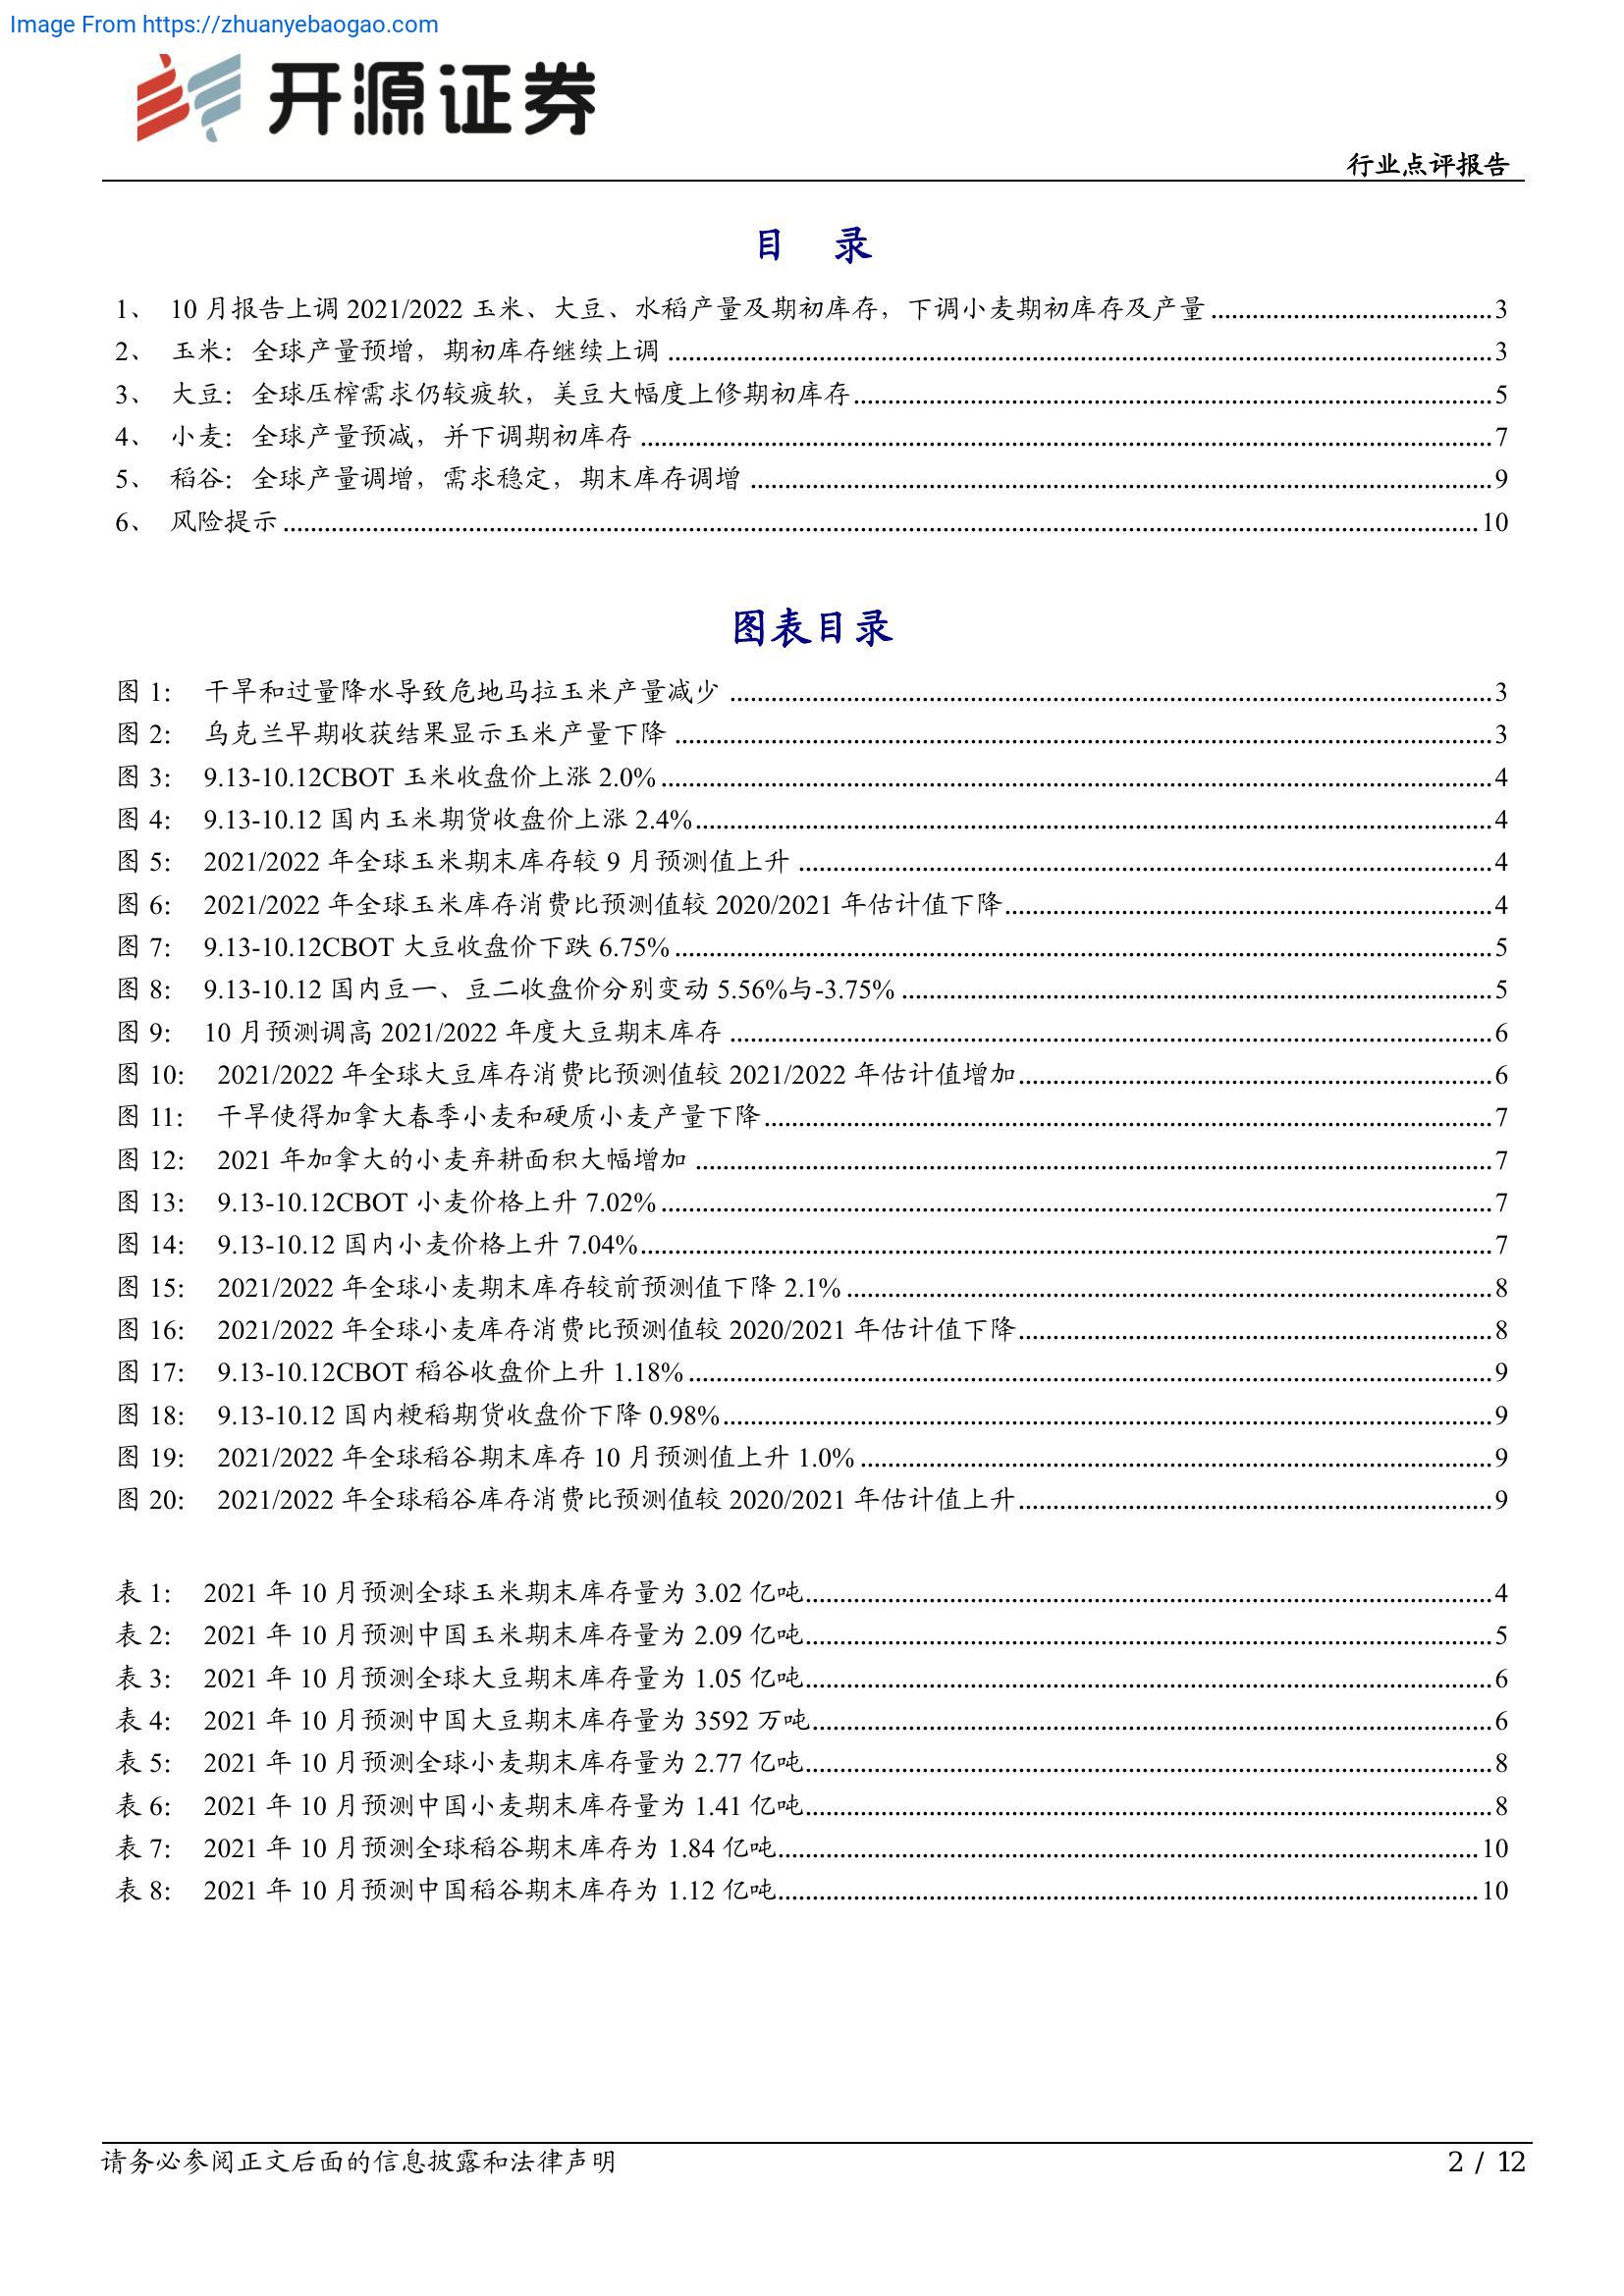 Image From https://zhuanyebaogao.com
开源证券
行业点评报告
目 录
1、 10 月报告上调 2021/2022 玉米、大豆、水稻产量及期初库存，下调小麦期初库存及产量 3
2、 玉米：全球产量预增，期初库存继续上调 3
3、 大豆：全球压榨需求仍较疲软，美豆大幅度上修期初库存 5
4、 小麦：全球产量预减，并下调期初库存 7
5、 稻谷：全球产量调增，需求稳定，期末库存调增 9
6、 风险提示 10
图表目录
图 1： 干旱和过量降水导致危地马拉玉米产量减少 3
图 2： 乌克兰早期收获结果显示玉米产量下降 3
图 3： 9.13-10.12CBOT 玉米收盘价上涨 2.0% 4
图 4： 9.13-10.12 国内玉米期货收盘价上涨 2.4% 4
图 5： 2021/2022 年全球玉米期末库存较 9 月预测值上升 4
图 6： 2021/2022 年全球玉米库存消费比预测值较 2020/2021 年估计值下降 4
图 7： 9.13-10.12CBOT 大豆收盘价下跌 6.75% 5
图 8： 9.13-10.12 国内豆一、豆二收盘价分别变动 5.56%与-3.75% 5
图 9： 10 月预测调高 2021/2022 年度大豆期末库存 6
图 10： 2021/2022 年全球大豆库存消费比预测值较 2021/2022 年估计值增加 6
图 11： 干旱使得加拿大春季小麦和硬质小麦产量下降 7
图 12： 2021 年加拿大的小麦弃耕面积大幅增加 7
图 13： 9.13-10.12CBOT 小麦价格上升 7.02% 7
图 14： 9.13-10.12 国内小麦价格上升 7.04% 7
图 15： 2021/2022 年全球小麦期末库存较前预测值下降 2.1% 8
图 16： 2021/2022 年全球小麦库存消费比预测值较 2020/2021 年估计值下降 8
图 17： 9.13-10.12CBOT 稻谷收盘价上升 1.18% 9
图 18： 9.13-10.12 国内粳稻期货收盘价下降 0.98% 9
图 19： 2021/2022 年全球稻谷期末库存 10 月预测值上升 1.0% 9
图 20： 2021/2022 年全球稻谷库存消费比预测值较 2020/2021 年估计值上升 9
表 1： 2021 年 10 月预测全球玉米期末库存量为 3.02 亿吨 4
表 2： 2021 年 10 月预测中国玉米期末库存量为 2.09 亿吨 5
表 3： 2021 年 10 月预测全球大豆期末库存量为 1.05 亿吨 6
表 4： 2021 年 10 月预测中国大豆期末库存量为 3592 万吨 6
表 5： 2021 年 10 月预测全球小麦期末库存量为 2.77 亿吨 8
表 6： 2021 年 10 月预测中国小麦期末库存量为 1.41 亿吨 8
表 7： 2021 年 10 月预测全球稻谷期末库存为 1.84 亿吨 10
表 8： 2021 年 10 月预测中国稻谷期末库存为 1.12 亿吨 10
请务必参阅正文后面的信息披露和法律声明 2 / 12